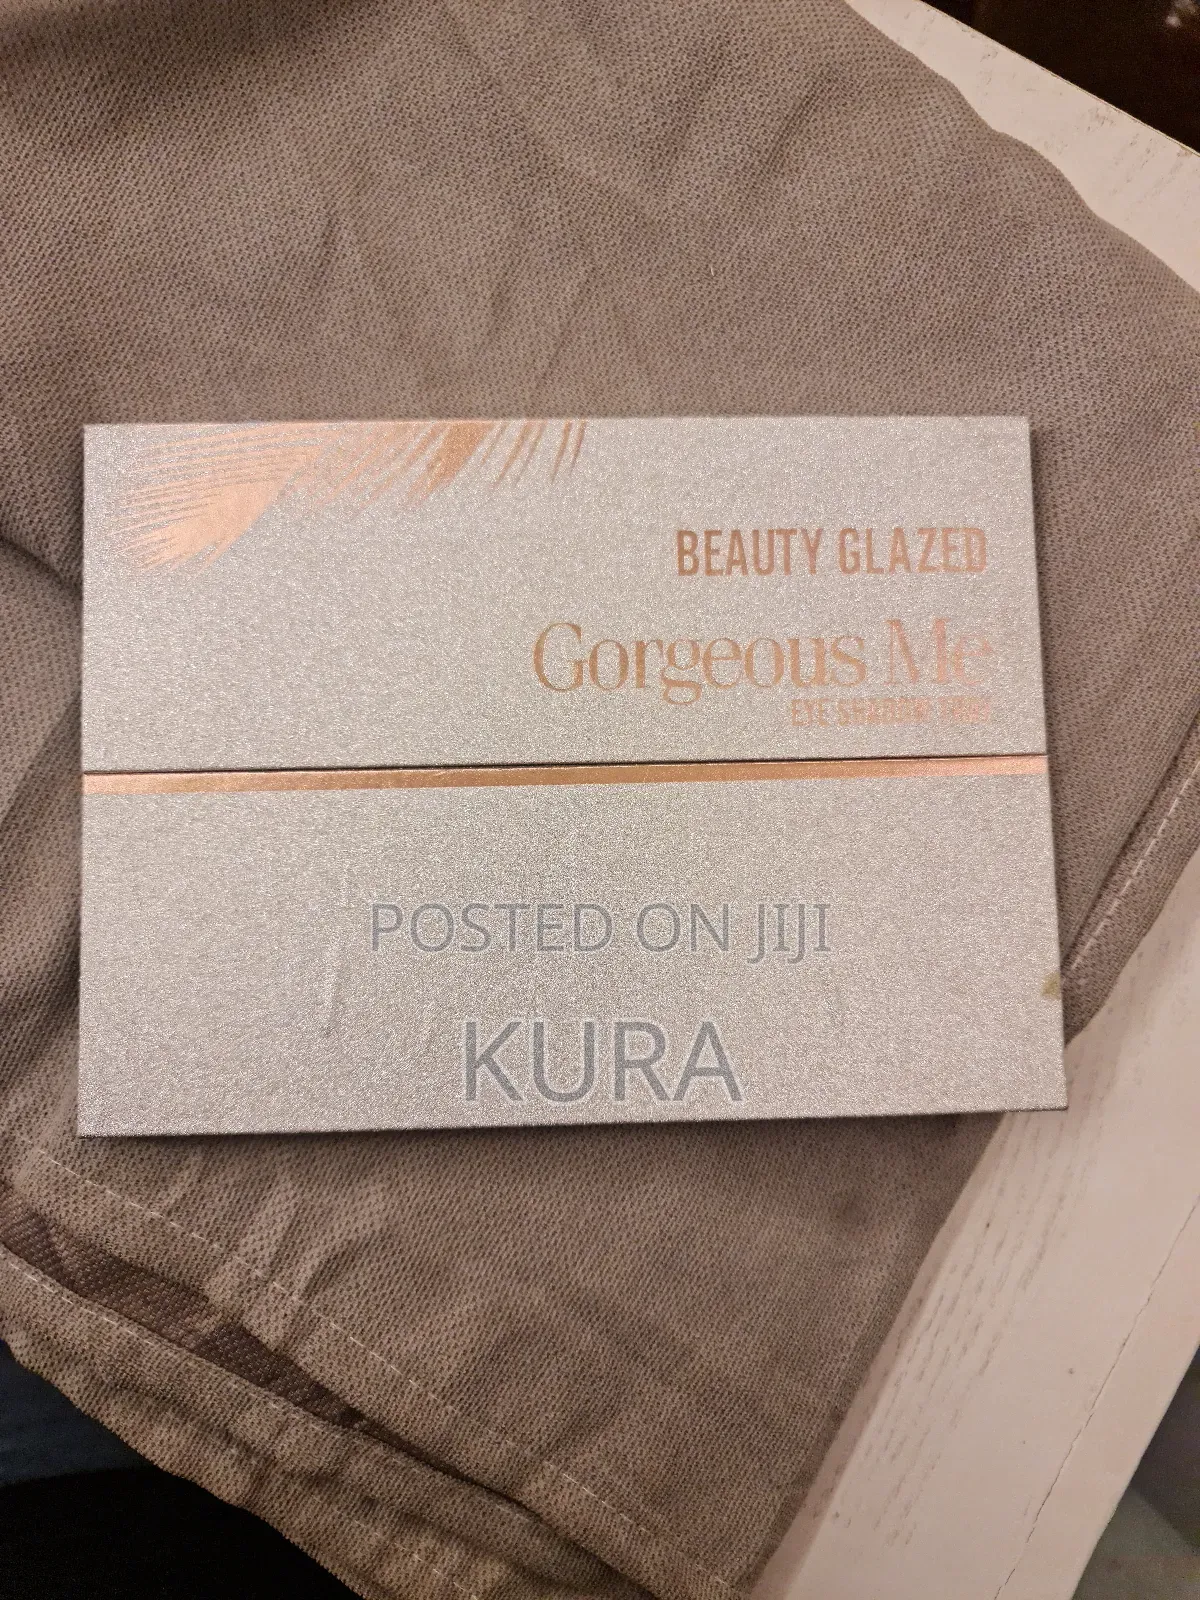 BEAUTY GLAZED
Gorgeous Me
EYE SHADOW TRAY
POSTED ON JIJI
KURA